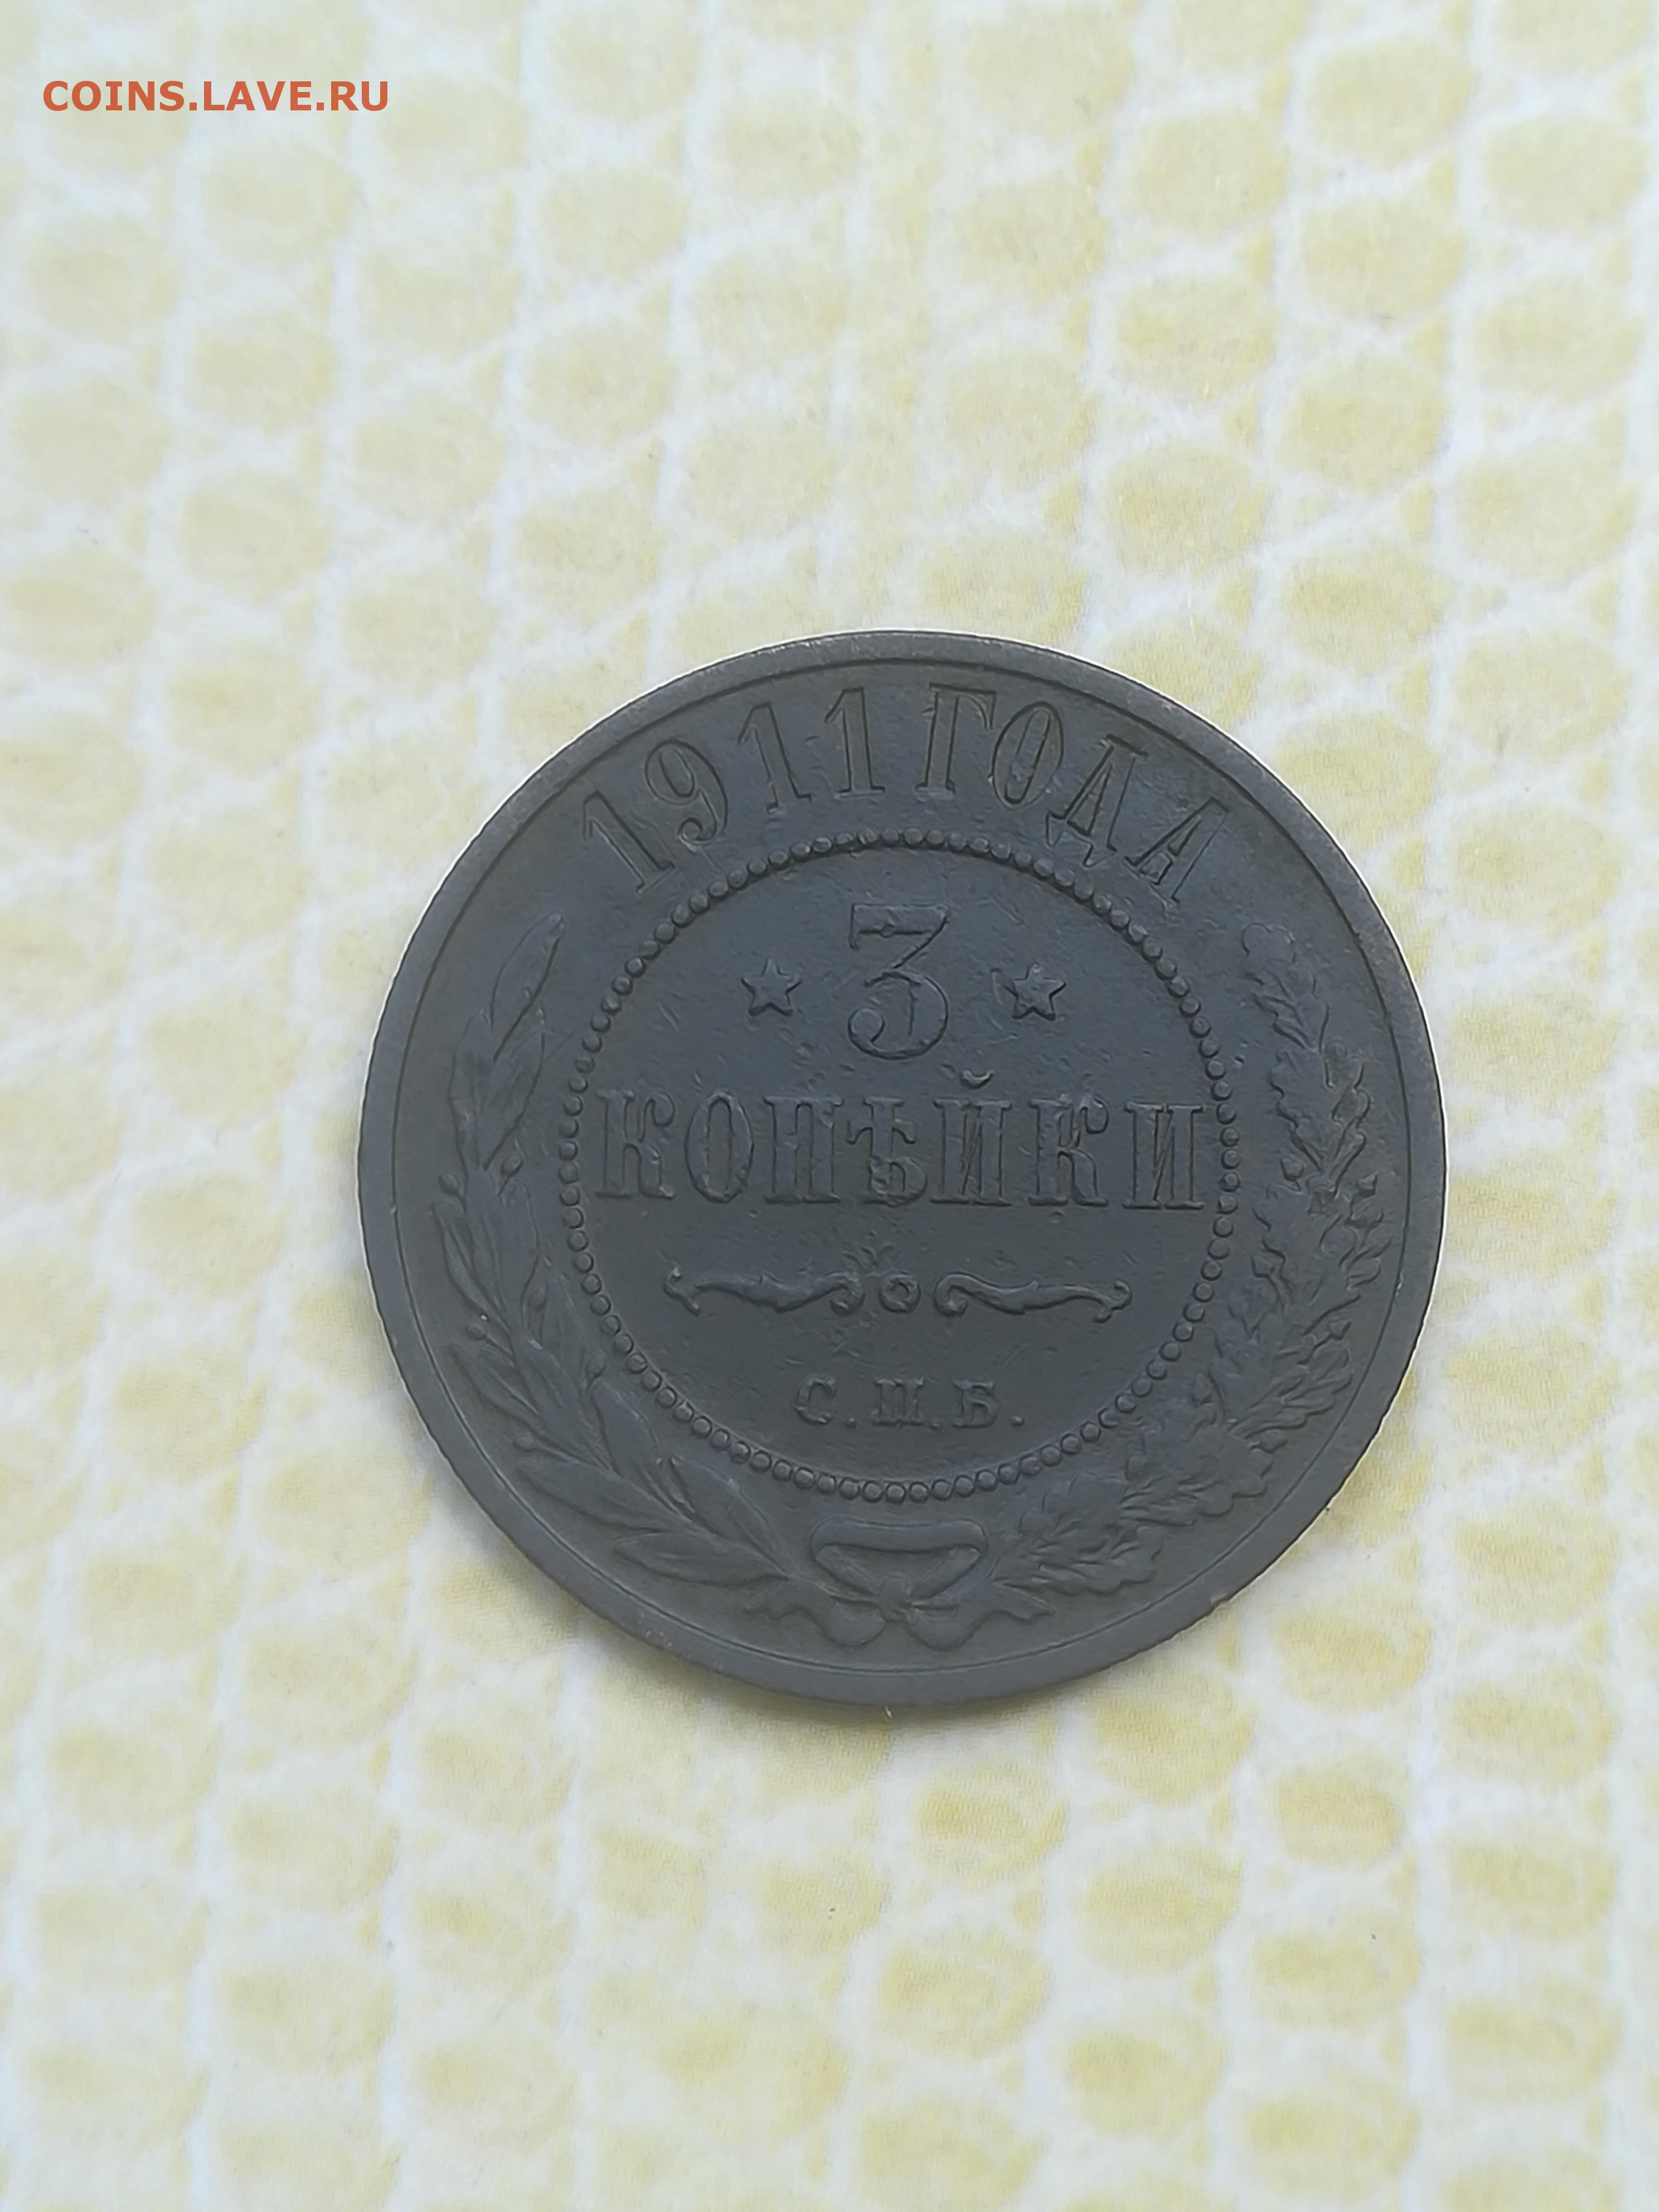 COINS.LAVE.RU
1911 ГОДА
3
КОПѢЙКИ
С.П.Б.